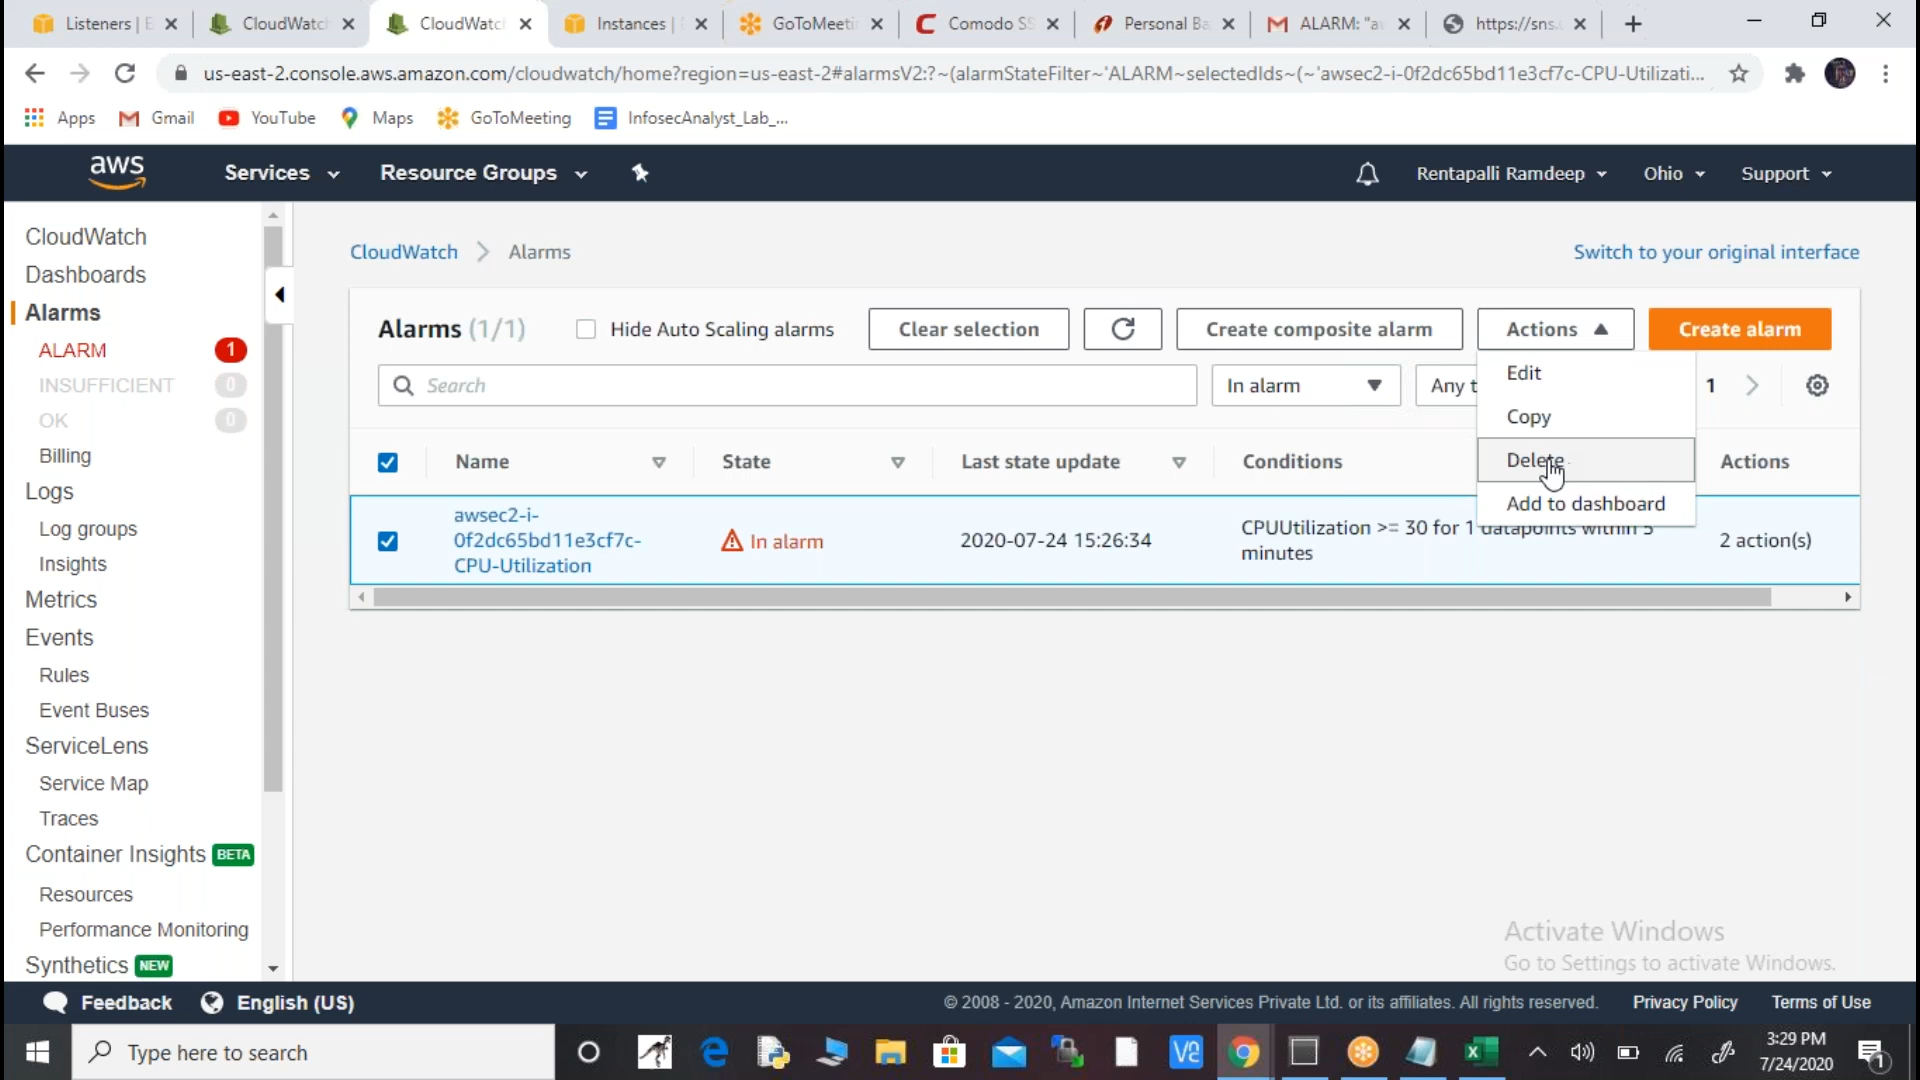 Listeners | E
CloudWatch
CloudWatc
Instances |
GoToMeeti
Comodo SS
Personal Ba
ALARM: "a
https://sns.
us-east-2.console.aws.amazon.com/cloudwatch/home?region=us-east-2#alarmsV2:?~(alarmStateFilter~'ALARM~selectedIds~(~'awsec2-i-0f2dc65bd11e3cf7c-CPU-Utilizati...
Apps
Gmail
YouTube
Maps
GoToMeeting
InfosecAnalyst_Lab_...
aws
Services
Resource Groups
Rentapalli Ramdeep
Ohio
Support
CloudWatch
Dashboards
Alarms
ALARM 1
INSUFFICIENT 0
OK 0
Billing
Logs
Log groups
Insights
Metrics
Events
Rules
Event Buses
ServiceLens
Service Map
Traces
Container Insights BETA
Resources
Performance Monitoring
Synthetics NEW
CloudWatch > Alarms
Switch to your original interface
Alarms (1/1)
Hide Auto Scaling alarms
Clear selection
Create composite alarm
Actions
Create alarm
Search
In alarm
Any t
1
Edit
Copy
Delete
Add to dashboard
Name
State
Last state update
Conditions
Actions
awsec2-i-
0f2dc65bd11e3cf7c-
CPU-Utilization
In alarm
2020-07-24 15:26:34
CPUUtilization >= 30 for 1 datapoints within 5
minutes
2 action(s)
Activate Windows
Go to Settings to activate Windows.
Feedback
English (US)
© 2008 - 2020, Amazon Internet Services Private Ltd. or its affiliates. All rights reserved.
Privacy Policy
Terms of Use
Type here to search
3:29 PM
7/24/2020
1